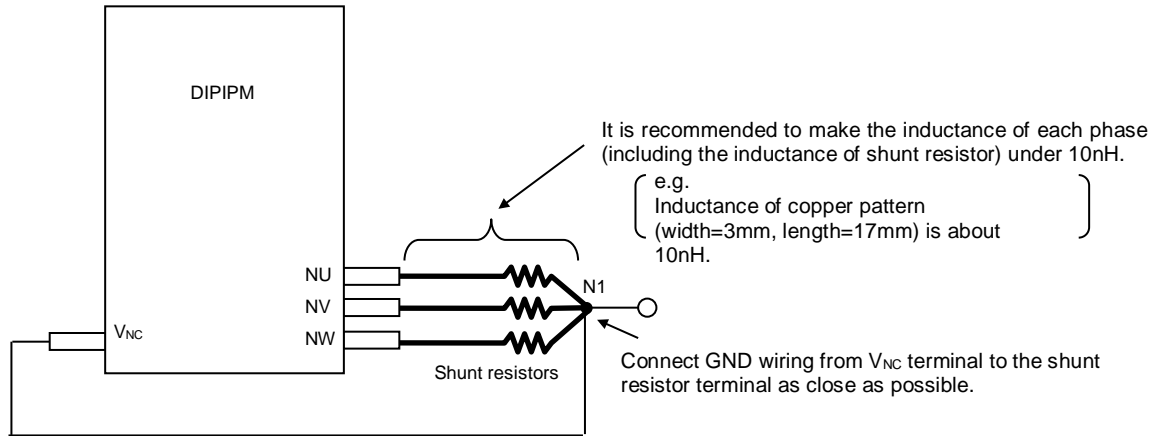 DIPIPM
It is recommended to make the inductance of each phase
(including the inductance of shunt resistor) under 10nH.
e.g.
Inductance of copper pattern
(width=3mm, length=17mm) is about
10nH.
NU
NV
NW
N1
VNC
Shunt resistors
Connect GND wiring from VNC terminal to the shunt
resistor terminal as close as possible.